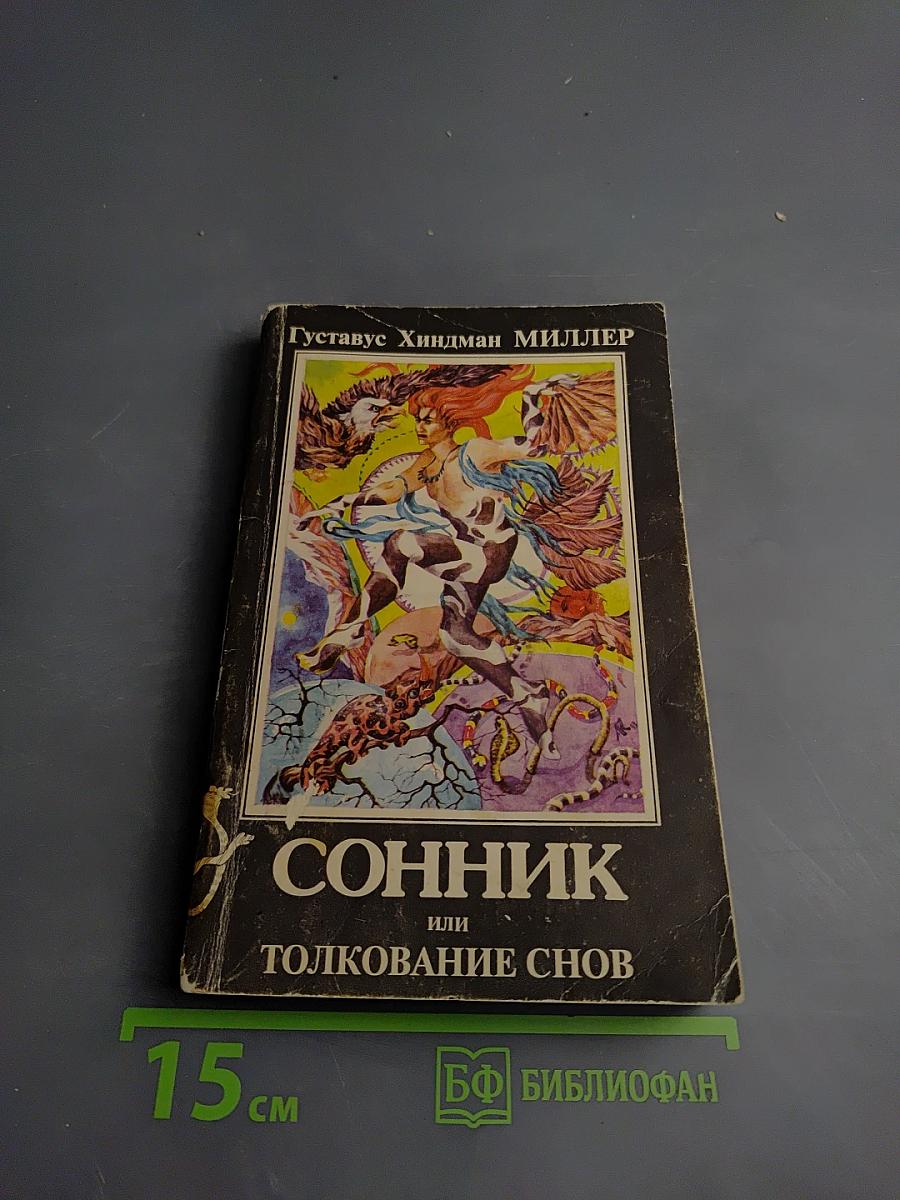 Густавус Хиндман МИЛЛЕР
СОННИК
или
ТОЛКОВАНИЕ СНОВ
15 см
БФ БИБЛИОФАН